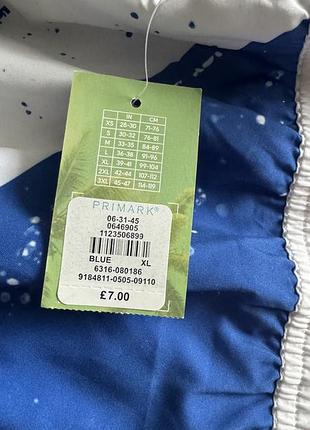 IN CM
XS 28-30 71-76
S 30-32 76-81
M 33-35 84-89
L 36-38 91-96
XL 39-41 99-104
2XL 42-44 107-112
3XL 45-47 114-119
PRIMARK®
06-31-45
0646905
1123506899
BLUE XL
6316-080186
9184811-0505-09110
£7.00